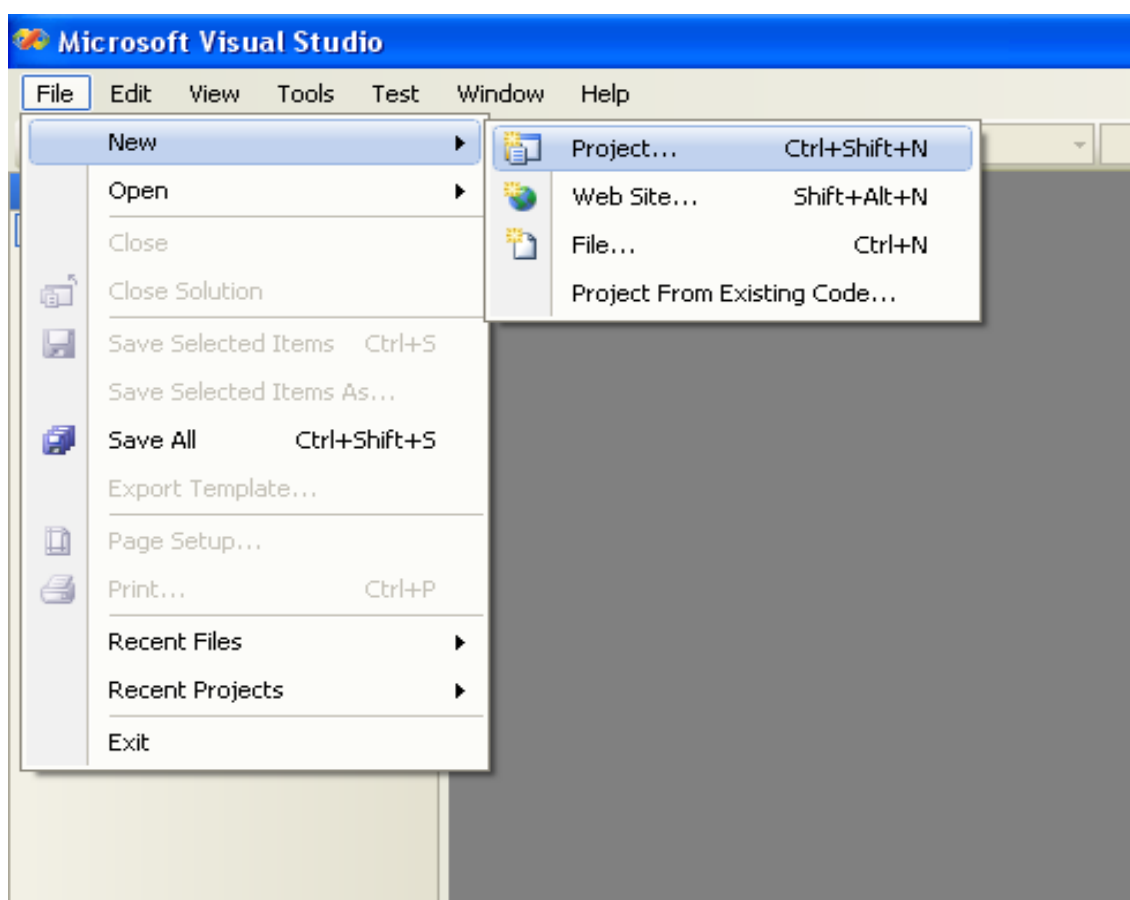 Microsoft Visual Studio
File Edit View Tools Test Window Help
New
Project... Ctrl+Shift+N
Open
Web Site... Shift+Alt+N
Close
File... Ctrl+N
Close Solution
Project From Existing Code...
Save Selected Items Ctrl+S
Save Selected Items As...
Save All Ctrl+Shift+S
Export Template...
Page Setup...
Print... Ctrl+P
Recent Files
Recent Projects
Exit